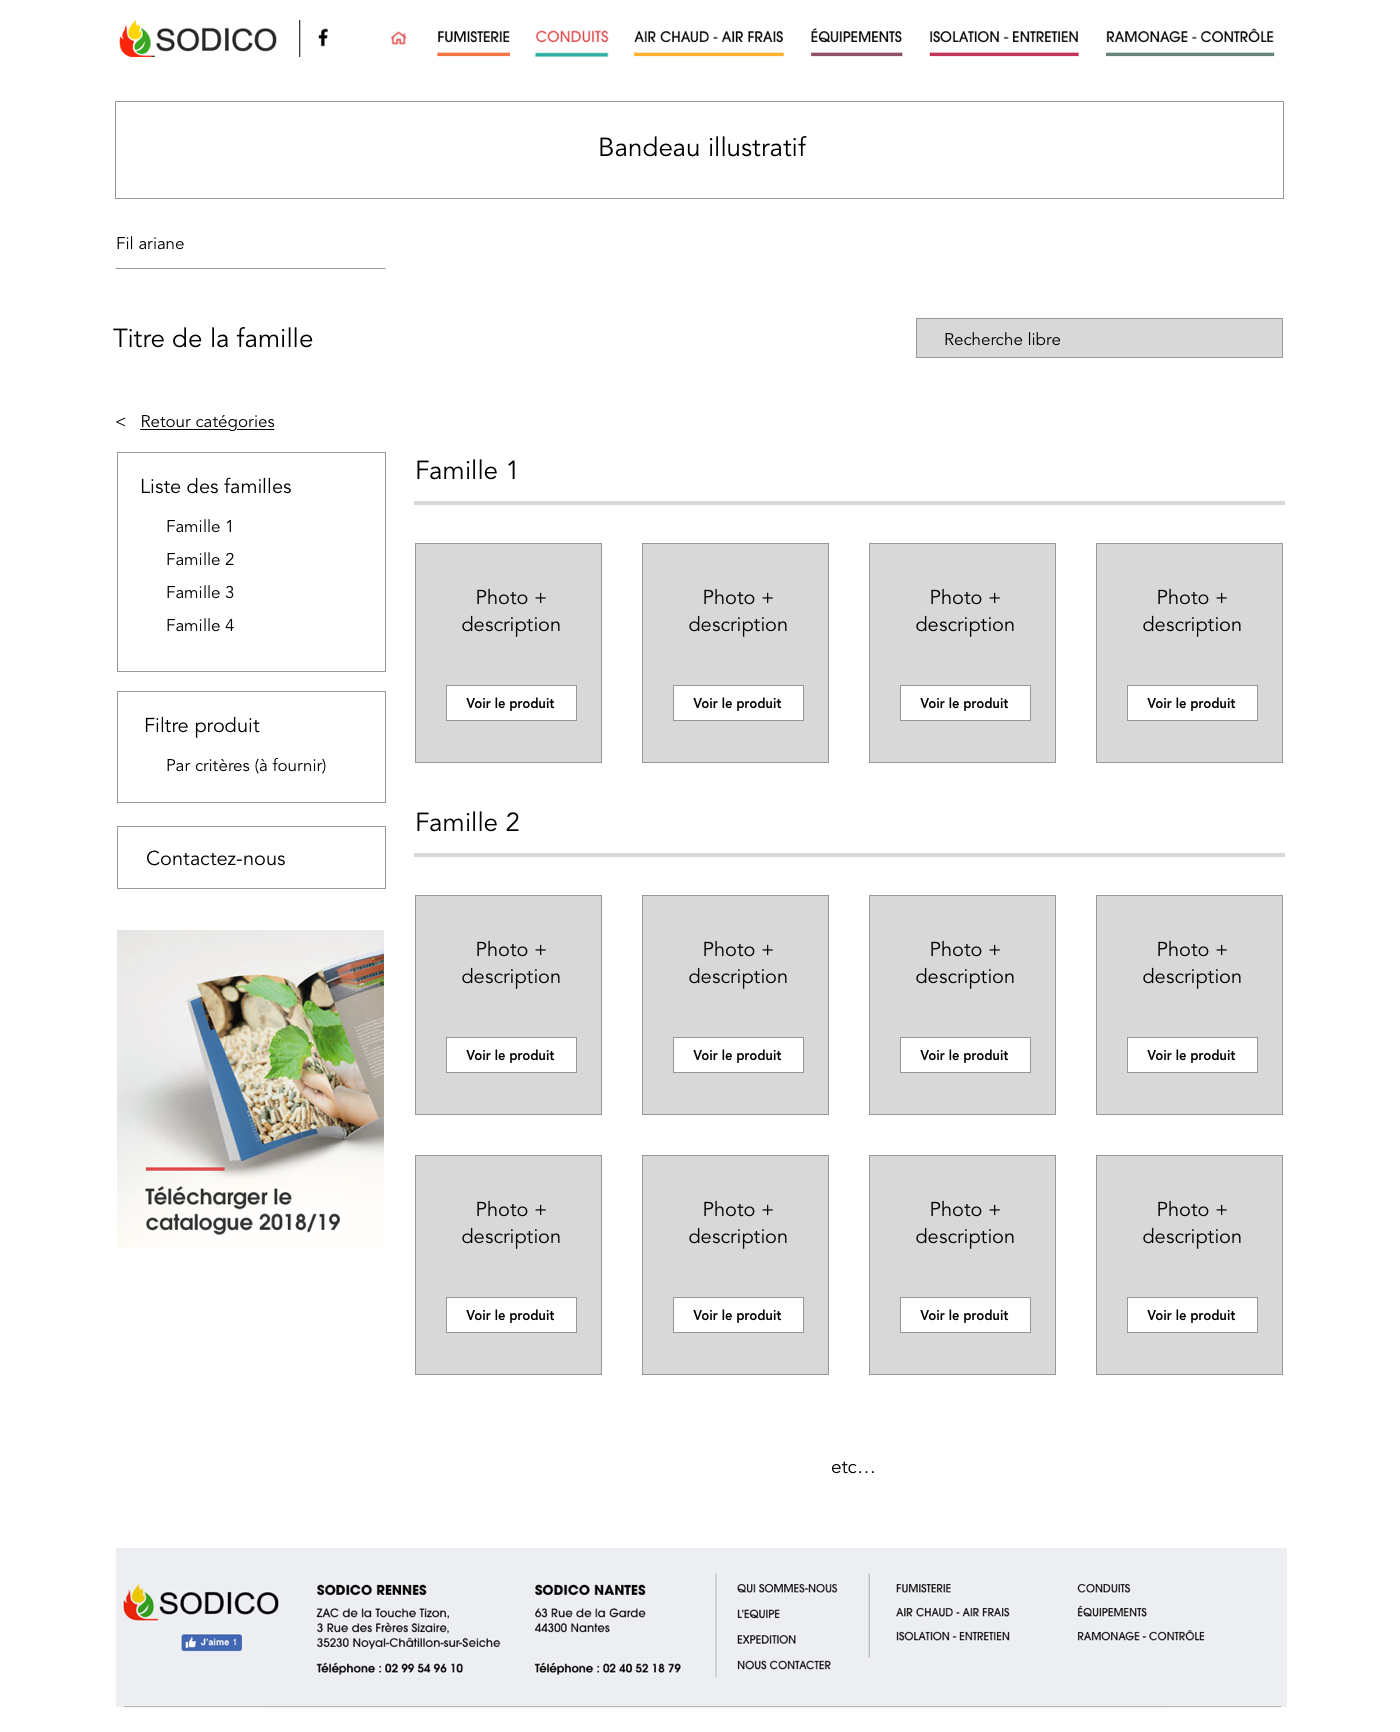 SODICO
FUMISTERIE
CONDUITS
AIR CHAUD - AIR FRAIS
ÉQUIPEMENTS
ISOLATION - ENTRETIEN
RAMONAGE - CONTRÔLE
Bandeau illustratif
Fil ariane
Titre de la famille
Recherche libre
< Retour catégories
Liste des familles
Famille 1
Famille 2
Famille 3
Famille 4
Filtre produit
Par critères (à fournir)
Contactez-nous
Télécharger le
catalogue 2018/19
Famille 1
Photo +
description
Voir le produit
Photo +
description
Voir le produit
Photo +
description
Voir le produit
Photo +
description
Voir le produit
Famille 2
Photo +
description
Voir le produit
Photo +
description
Voir le produit
Photo +
description
Voir le produit
Photo +
description
Voir le produit
Photo +
description
Voir le produit
Photo +
description
Voir le produit
Photo +
description
Voir le produit
Photo +
description
Voir le produit
etc...
SODICO
J'aime 1
SODICO RENNES
ZAC de la Touche Tizon,
3 Rue des Frères Sizaire,
35230 Noyal-Châtillon-sur-Seiche
Téléphone : 02 99 54 96 10
SODICO NANTES
63 Rue de la Garde
44300 Nantes
Téléphone : 02 40 52 18 79
QUI SOMMES-NOUS
L'EQUIPE
EXPEDITION
NOUS CONTACTER
FUMISTERIE
AIR CHAUD - AIR FRAIS
ISOLATION - ENTRETIEN
CONDUITS
ÉQUIPEMENTS
RAMONAGE - CONTRÔLE